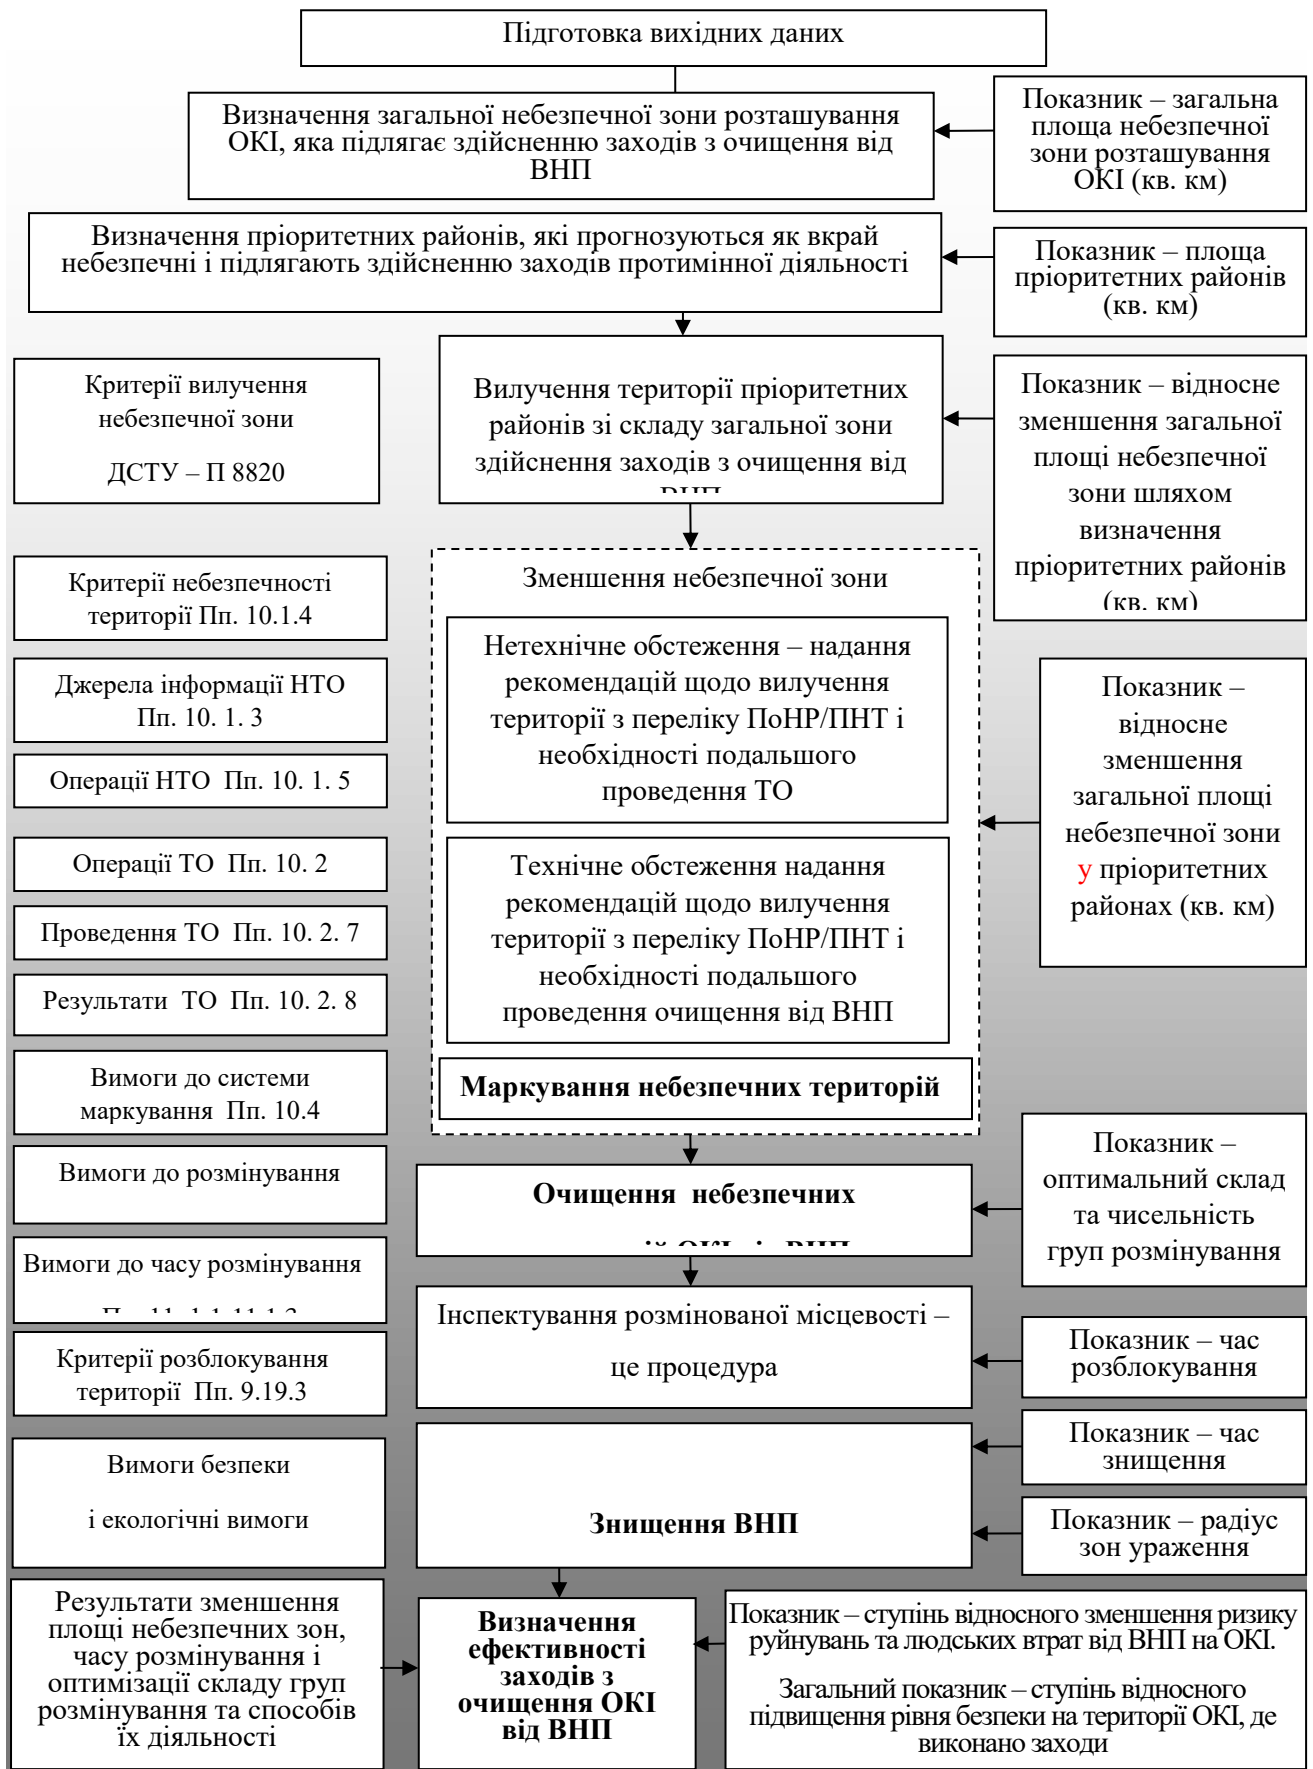 Підготовка вихідних даних
Визначення загальної небезпечної зони розташування
ОКІ, яка підлягає здійсненню заходів з очищення від
ВНП
Показник – загальна
площа небезпечної
зони розташування
ОКІ (кв. км)
Визначення пріоритетних районів, які прогнозуються як вкрай
небезпечні і підлягають здійсненню заходів протимінної діяльності
Показник – площа
пріоритетних районів
(кв. км)
Критерії вилучення
небезпечної зони
ДСТУ – П 8820
Вилучення території пріоритетних
районів зі складу загальної зони
здійснення заходів з очищення від
ВНП
Показник – відносне
зменшення загальної
площі небезпечної
зони шляхом
визначення
пріоритетних районів
(кв. км)
Критерії небезпечності
території Пп. 10.1.4
Джерела інформації НТО
Пп. 10. 1. 3
Операції НТО Пп. 10. 1. 5
Операції ТО Пп. 10. 2
Проведення ТО Пп. 10. 2. 7
Результати ТО Пп. 10. 2. 8
Вимоги до системи
маркування Пп. 10.4
Зменшення небезпечної зони
Нетехнічне обстеження – надання
рекомендацій щодо вилучення
території з переліку ПоНР/ПНТ і
необхідності подальшого
проведення ТО
Технічне обстеження надання
рекомендацій щодо вилучення
території з переліку ПоНР/ПНТ і
необхідності подальшого
проведення очищення від ВНП
Маркування небезпечних територій
Показник –
відносне
зменшення
загальної площі
небезпечної зони
у пріоритетних
районах (кв. км)
Вимоги до розмінування
Очищення небезпечних
ОКІ від ВНП
Показник –
оптимальний склад
та чисельність
груп розмінування
Вимоги до часу розмінування
Інспектування розмінованої місцевості –
це процедура
Показник – час
розблокування
Критерії розблокування
території Пп. 9.19.3
Вимоги безпеки
і екологічні вимоги
Знищення ВНП
Показник – час
знищення
Показник – радіус
зон ураження
Результати зменшення
площі небезпечних зон,
часу розмінування і
оптимізації складу груп
розмінування та способів
їх діяльності
Визначення
ефективності
заходів з
очищення ОКІ
від ВНП
Показник – ступінь відносного зменшення ризику
руйнувань та людських втрат від ВНП на ОКІ.
Загальний показник – ступінь відносного
підвищення рівня безпеки на території ОКІ, де
виконано заходи